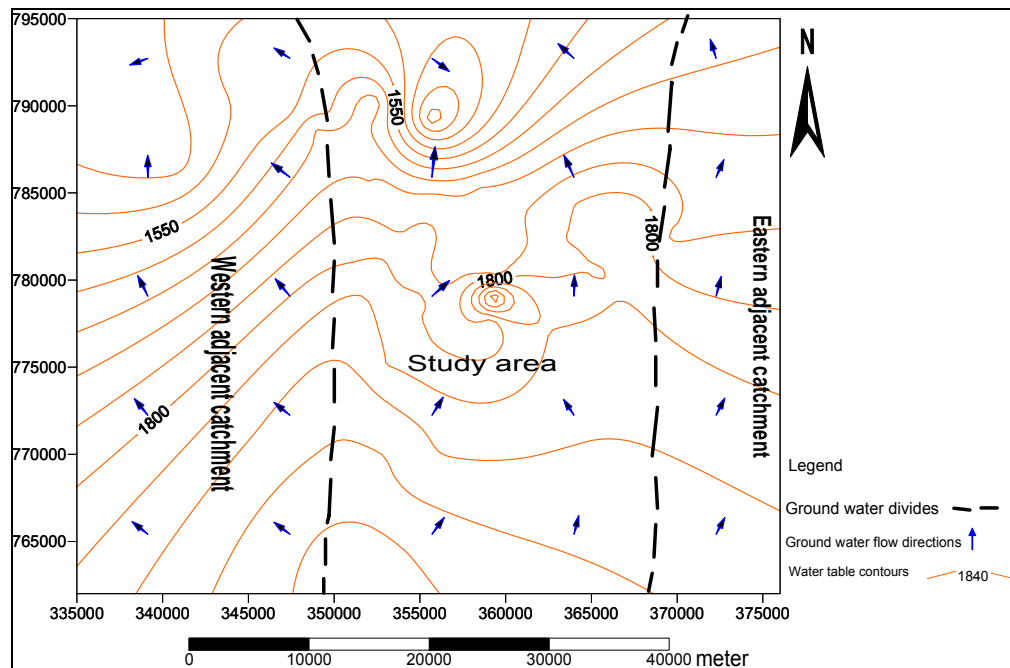 795000
790000
785000
780000
775000
770000
765000
335000 340000 345000 350000 355000 360000 365000 370000 375000
1550
1550
1800
1800
1800
Western adjacent catchment
Study area
Eastern adjacent catchment
N
Legend
Ground water divides
Ground water flow directions
Water table contours 1840
0 10000 20000 30000 40000 meter